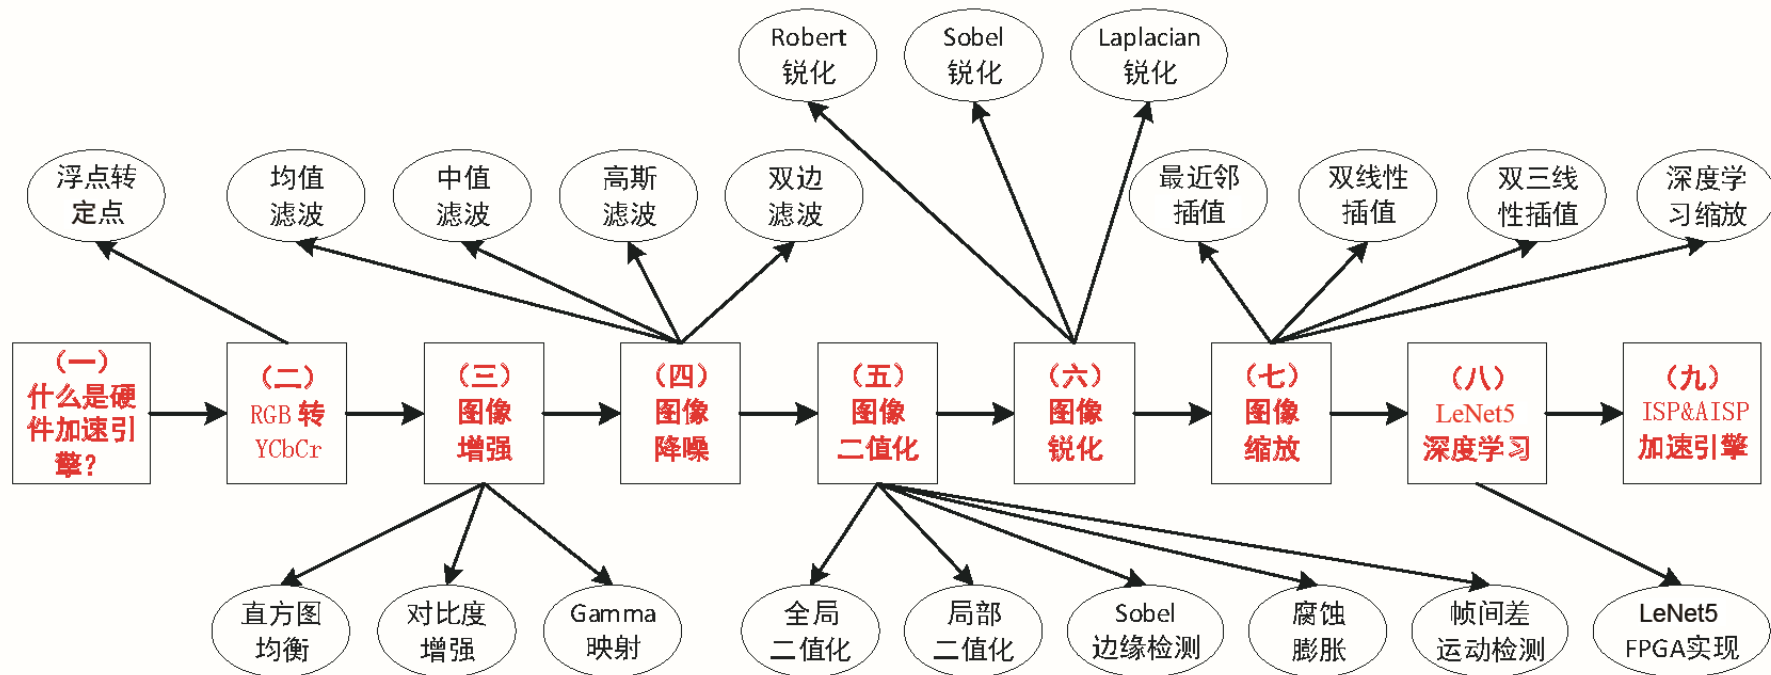 Robert
锐化
Sobel
锐化
Laplacian
锐化
浮点转
定点
均值
滤波
中值
滤波
高斯
滤波
双边
滤波
最近邻
插值
双线性
插值
双三线
性插值
深度学
习缩放
（一）
什么是硬
件加速引
擎？
（二）
RGB 转
YCbCr
（三）
图像
增强
（四）
图像
降噪
（五）
图像
二值化
（六）
图像
锐化
（七）
图像
缩放
（八）
LeNet5
深度学习
（九）
ISP&AISP
加速引擎
直方图
均衡
对比度
增强
Gamma
映射
全局
二值化
局部
二值化
Sobel
边缘检测
腐蚀
膨胀
帧间差
运动检测
LeNet5
FPGA实现